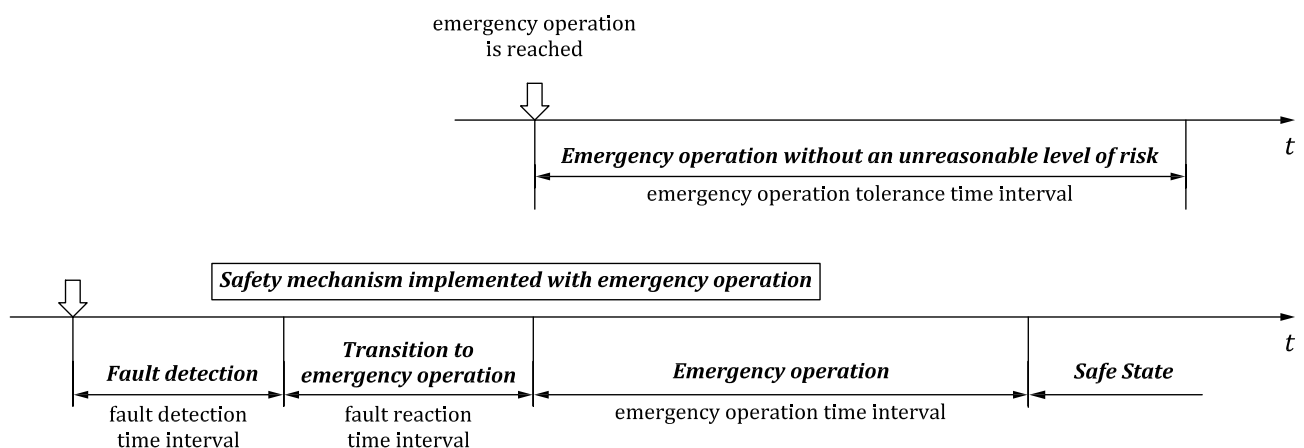 emergency operation
is reached
t
Emergency operation without an unreasonable level of risk
emergency operation tolerance time interval
Safety mechanism implemented with emergency operation
t
Fault detection
Transition to
emergency operation
Emergency operation
Safe State
fault detection
time interval
fault reaction
time interval
emergency operation time interval